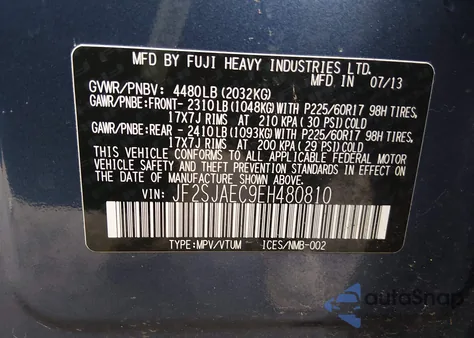 MFD BY FUJI HEAVY INDUSTRIES LTD. IN 07/13
GVWR/PNBV: 4480LB (2032KG)
GAWR/PNBE:FRONT- 2310LB (1048KG) WITH P225/60R17 98H TIRES,
17X7J RIMS AT 210 KPA (30 PSI) COLD
GAWR/PNBE:REAR - 2410LB (1093KG) WITH P225/60R17 98H TIRES,
17X7J RIMS AT 200 KPA (29 PSI) COLD
THIS VEHICLE CONFORMS TO ALL APPLICABLE FEDERAL MOTOR
VEHICLE SAFETY AND THEFT PREVENTION STANDARDS IN EFFECT ON
THE DATE OF MANUFACTURE SHOWN ABOVE.
VIN: JF2SJAEC9EH480810
TYPE:MPV/VTUM ICES/NMB-002
autoSnap